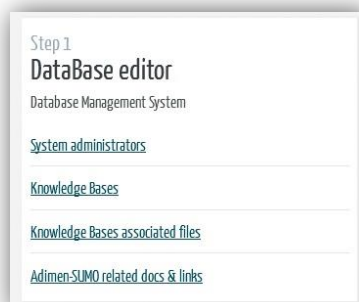 Step 1
DataBase editor
Database Management System
System administrators
Knowledge Bases
Knowledge Bases associated files
Adimen-SUMO related docs & links